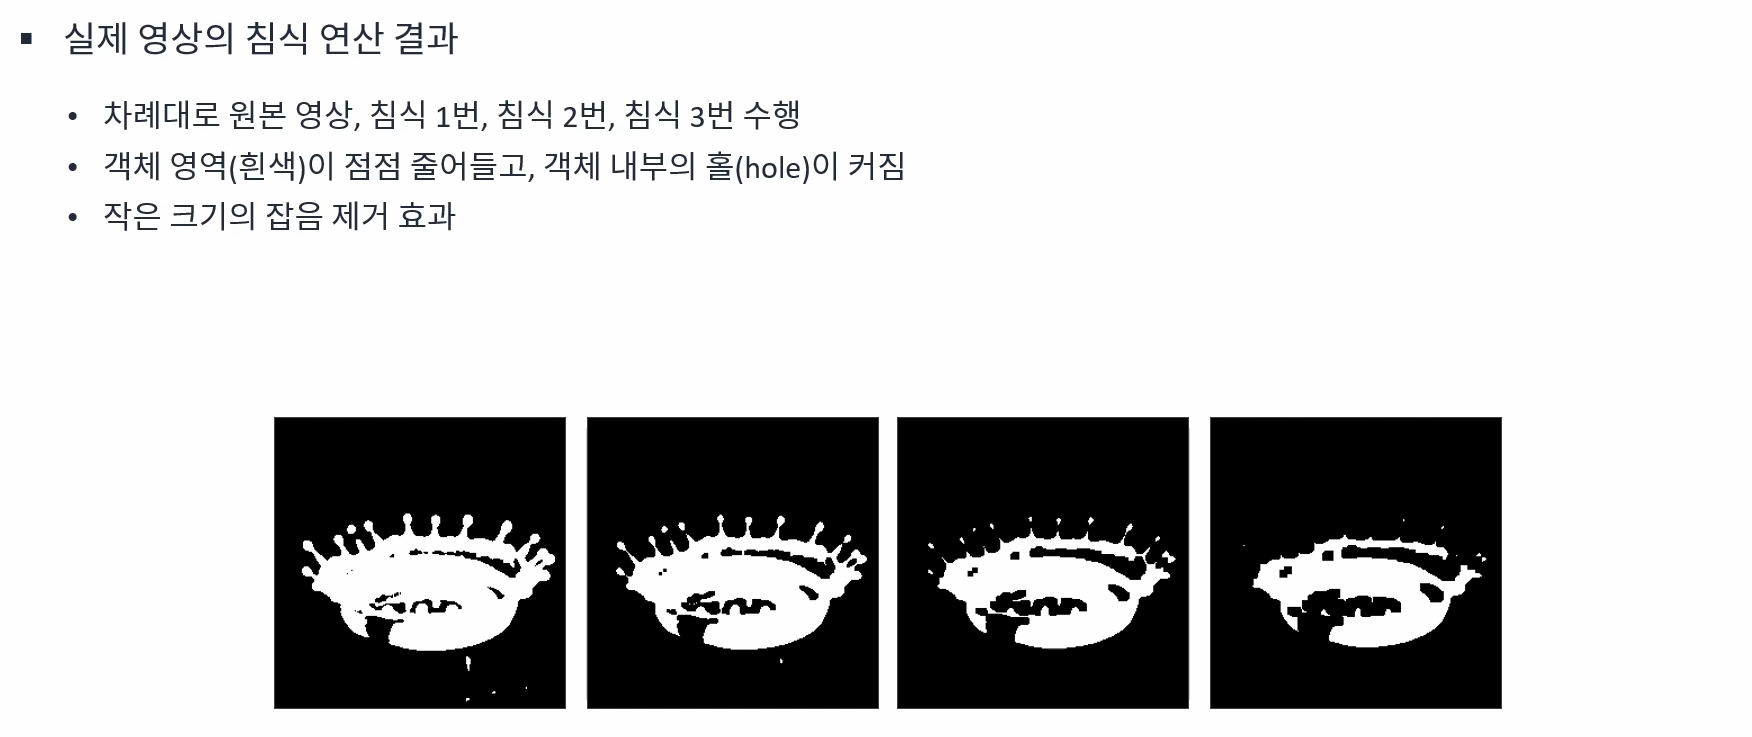 ▪ 실제 영상의 침식 연산 결과
• 차례대로 원본 영상, 침식 1번, 침식 2번, 침식 3번 수행
• 객체 영역(흰색)이 점점 줄어들고, 객체 내부의 홀(hole)이 커짐
• 작은 크기의 잡음 제거 효과